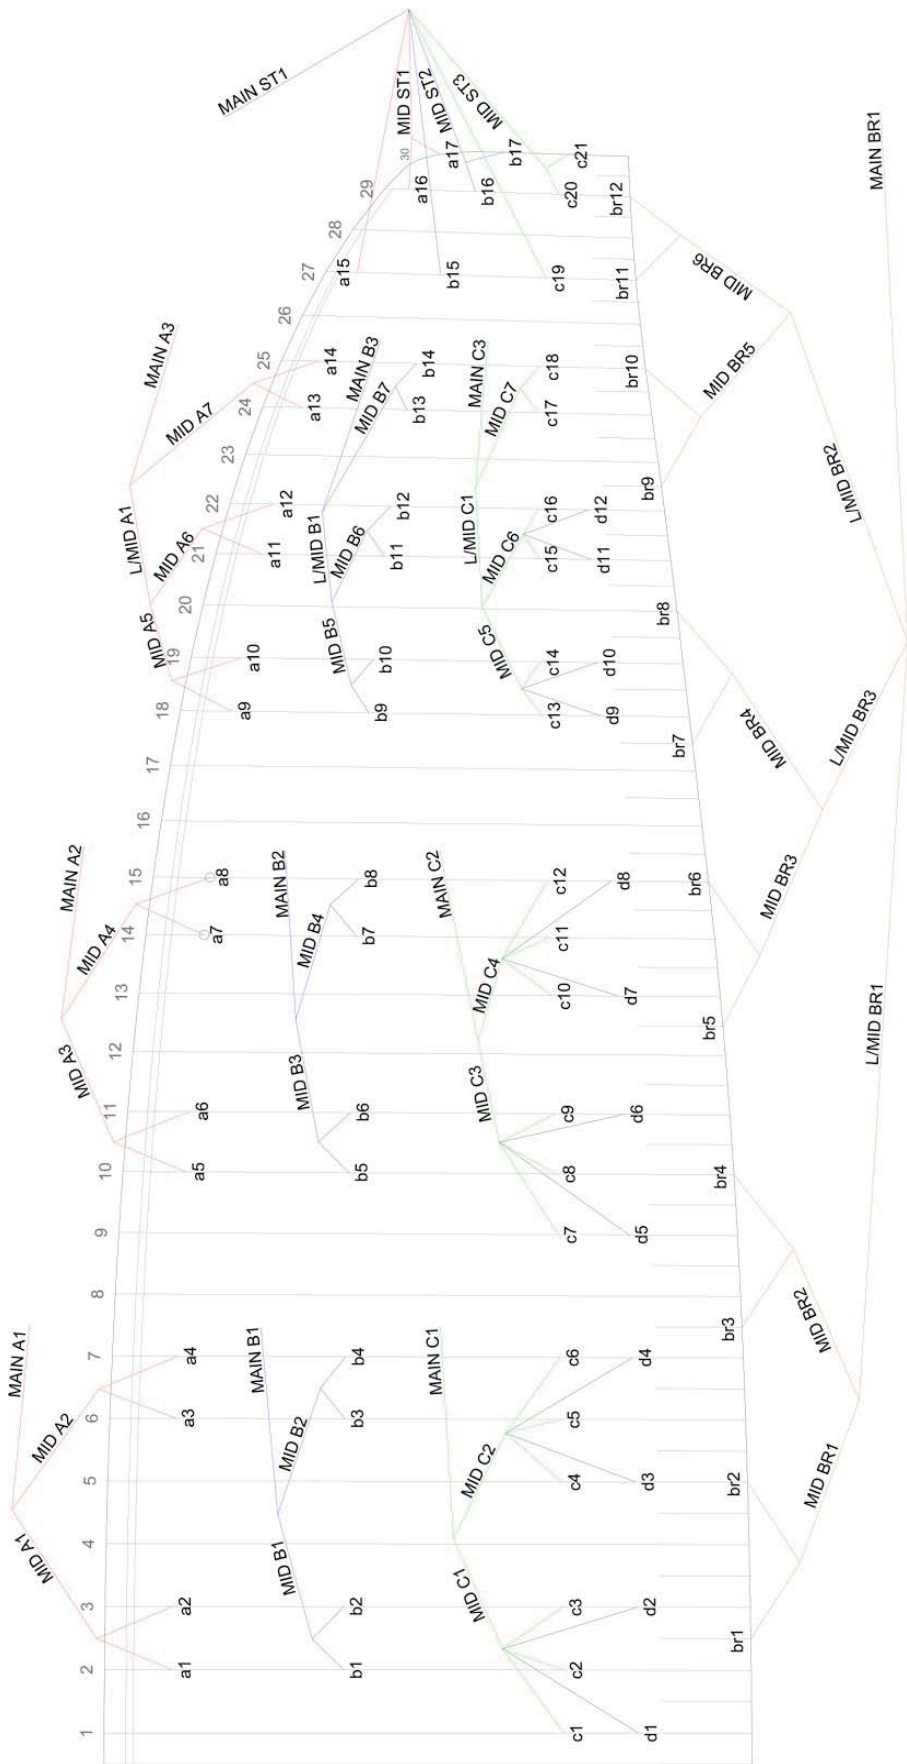 MAIN A1
MID A2
MID A1
MAIN A2
MID A4
MID A3
MAIN A3
MID A7
L/MID A1
MID A6
MID A5
MAIN ST1
MID ST1
MID ST2
MID ST3
1
2
3
4
5
6
7
8
9
10
11
12
13
14
15
16
17
18
19
20
21
22
23
24
25
26
27
28
29
30
a1
a2
a3
a4
a5
a6
a7
a8
a9
a10
a11
a12
a13
a14
a15
a16
a17
MAIN B1
MID B2
MID B1
MAIN B2
MID B4
MID B3
MAIN B3
MID B7
L/MID B1
MID B6
MID B5
b1
b2
b3
b4
b5
b6
b7
b8
b9
b10
b11
b12
b13
b14
b15
b16
b17
MAIN C1
MID C2
MID C1
MAIN C2
MID C4
MID C3
MAIN C3
MID C7
L/MID C1
MID C6
MID C5
c1
c2
c3
c4
c5
c6
c7
c8
c9
c10
c11
c12
c13
c14
c15
c16
c17
c18
c19
c20
c21
d1
d2
d3
d4
d5
d6
d7
d8
d9
d10
d11
d12
br1
br2
br3
br4
br5
br6
br7
br8
br9
br10
br11
br12
MID BR1
MID BR2
MID BR3
MID BR4
MID BR5
MID BR6
L/MID BR1
L/MID BR3
L/MID BR2
MAIN BR1